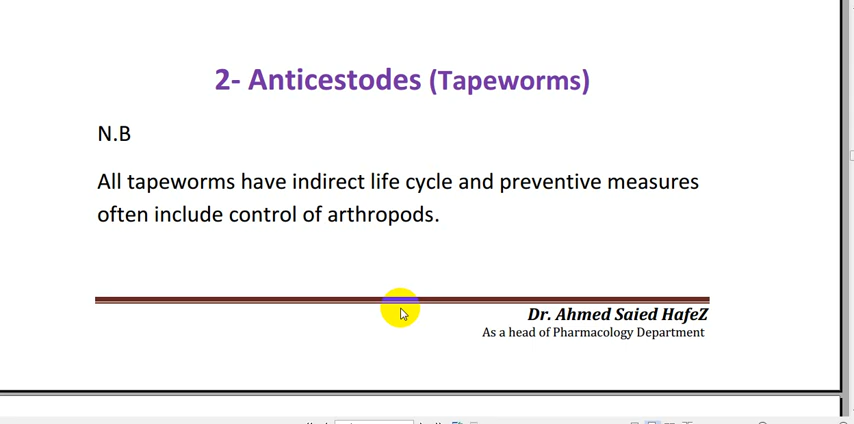 2- Anticestodes (Tapeworms)
N.B
All tapeworms have indirect life cycle and preventive measures
often include control of arthropods.
Dr. Ahmed Saied HafeZ
As a head of Pharmacology Department